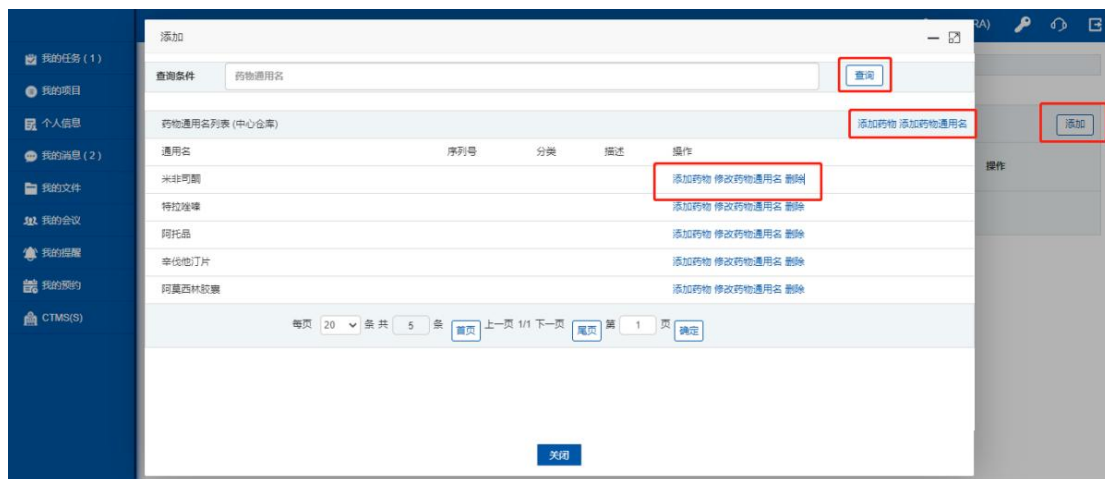 RA)
我的任务 (1)
我的项目
个人信息
我的消息 (2)
我的文件
我的会议
我的提醒
我的预约
CTMS(S)
添加
查询条件 药物通用名 查询
药物通用名列表 (中心仓库) 添加药物 添加药物通用名
通用名 序列号 分类 描述 操作
米非司酮 添加药物 修改药物通用名 删除
特拉唑嗪 添加药物 修改药物通用名 删除
阿托品 添加药物 修改药物通用名 删除
辛伐他汀片 添加药物 修改药物通用名 删除
阿莫西林胶囊 添加药物 修改药物通用名 删除
每页 20 条 共 5 条 首页 上一页 1/1 下一页 尾页 第 1 页 确定
关闭
添加
操作